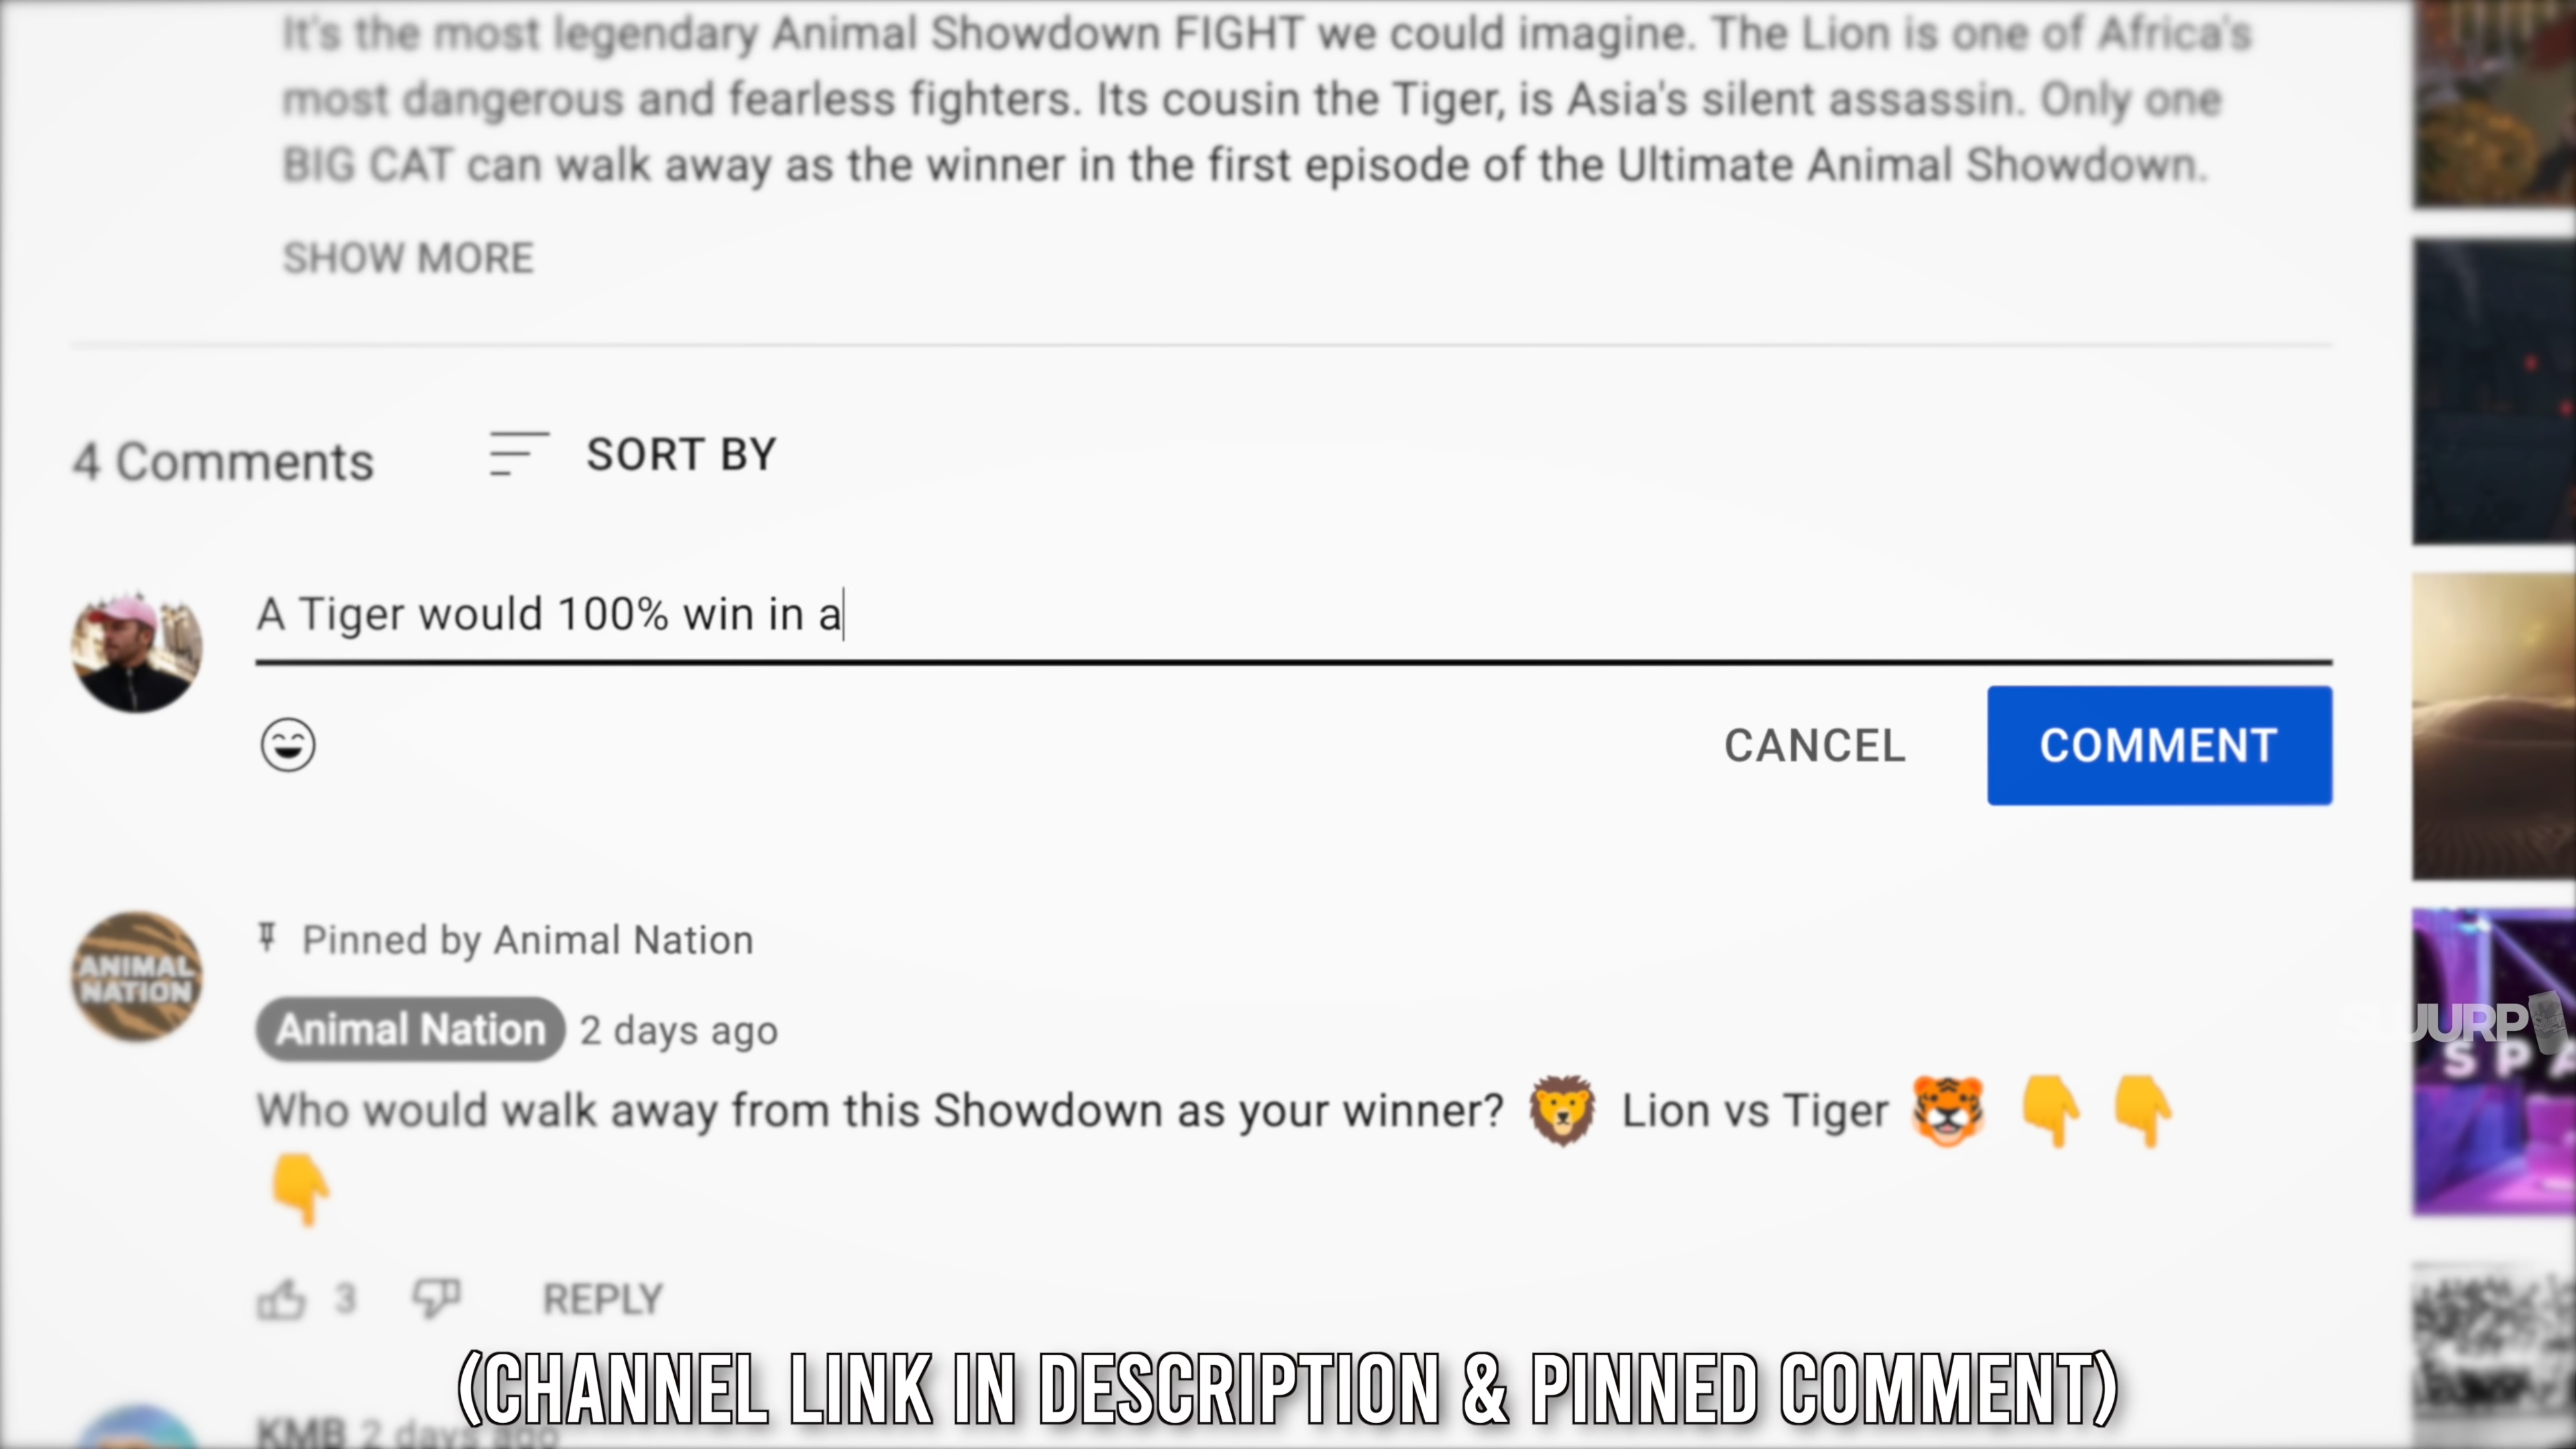 It's the most legendary Animal Showdown FIGHT we could imagine. The Lion is one of Africa's
most dangerous and fearless fighters. Its cousin the Tiger, is Asia's silent assassin. Only one
BIG CAT can walk away as the winner in the first episode of the Ultimate Animal Showdown.
SHOW MORE
4 Comments SORT BY
A Tiger would 100% win in a
CANCEL COMMENT
ANIMAL
NATION
Pinned by Animal Nation
Animal Nation 2 days ago
Who would walk away from this Showdown as your winner? 🦁 Lion vs Tiger 🐯 👇 👇
👇
3 REPLY
(CHANNEL LINK IN DESCRIPTION & PINNED COMMENT)
KMB 2 days ago